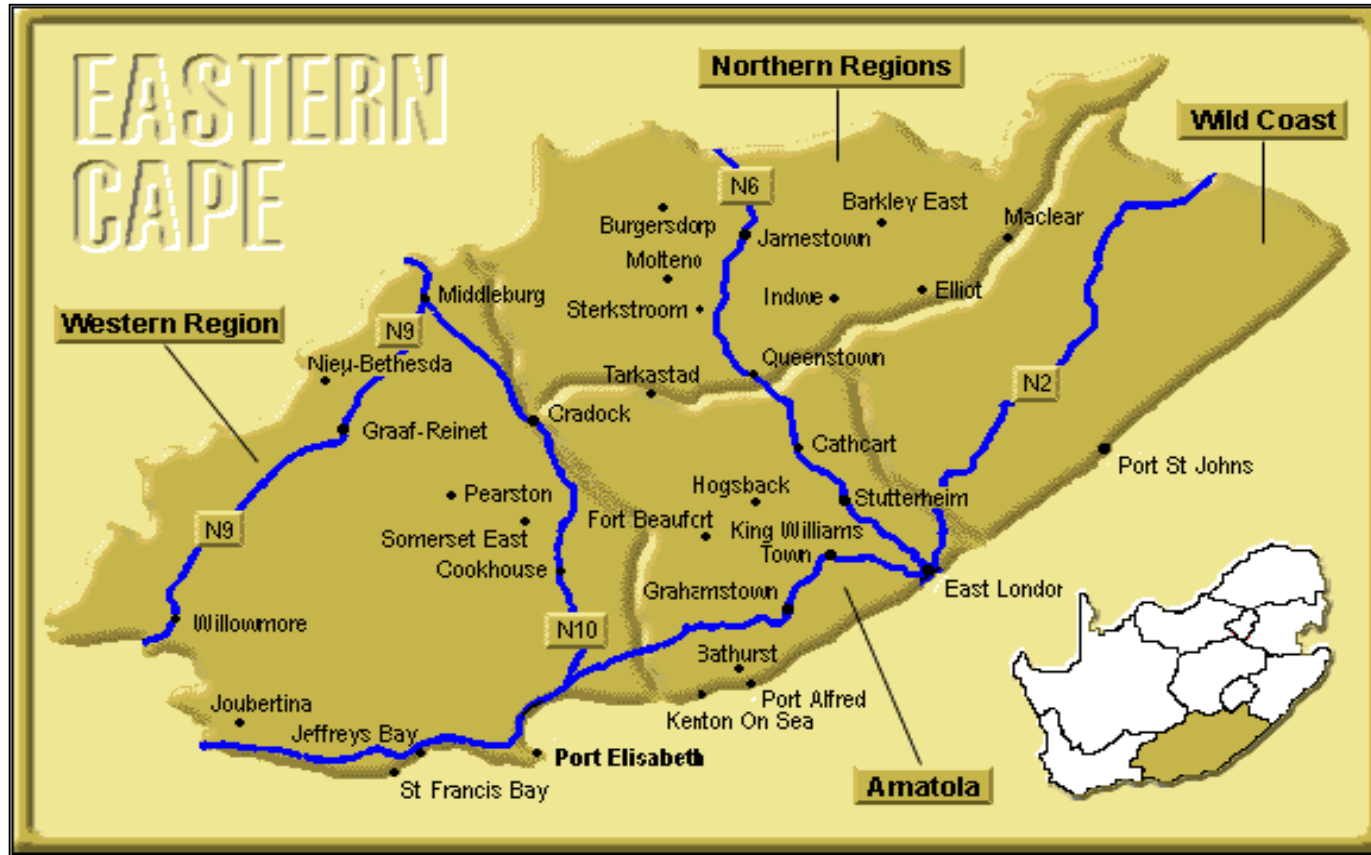 EASTERN
CAPE
Northern Regions
Wild Coast
N6
Barkley East
Burgersdorp
Jamestown
Maclear
Molteno
Middleburg
Sterkstroom
Indwe
Elliot
Western Region
N9
Nieu-Bethesda
Queenstown
Tarkastad
N2
Graaf-Reinet
Cradock
Cathcart
Port St Johns
Pearston
Hogsback
Stutterheim
N9
Somerset East
Fort Beaufort
King Williams
Town
Cookhouse
Grahamstown
East London
Willowmore
N10
Bathurst
Joubertina
Port Alfred
Jeffreys Bay
Kenton On Sea
Port Elisabeth
St Francis Bay
Amatola